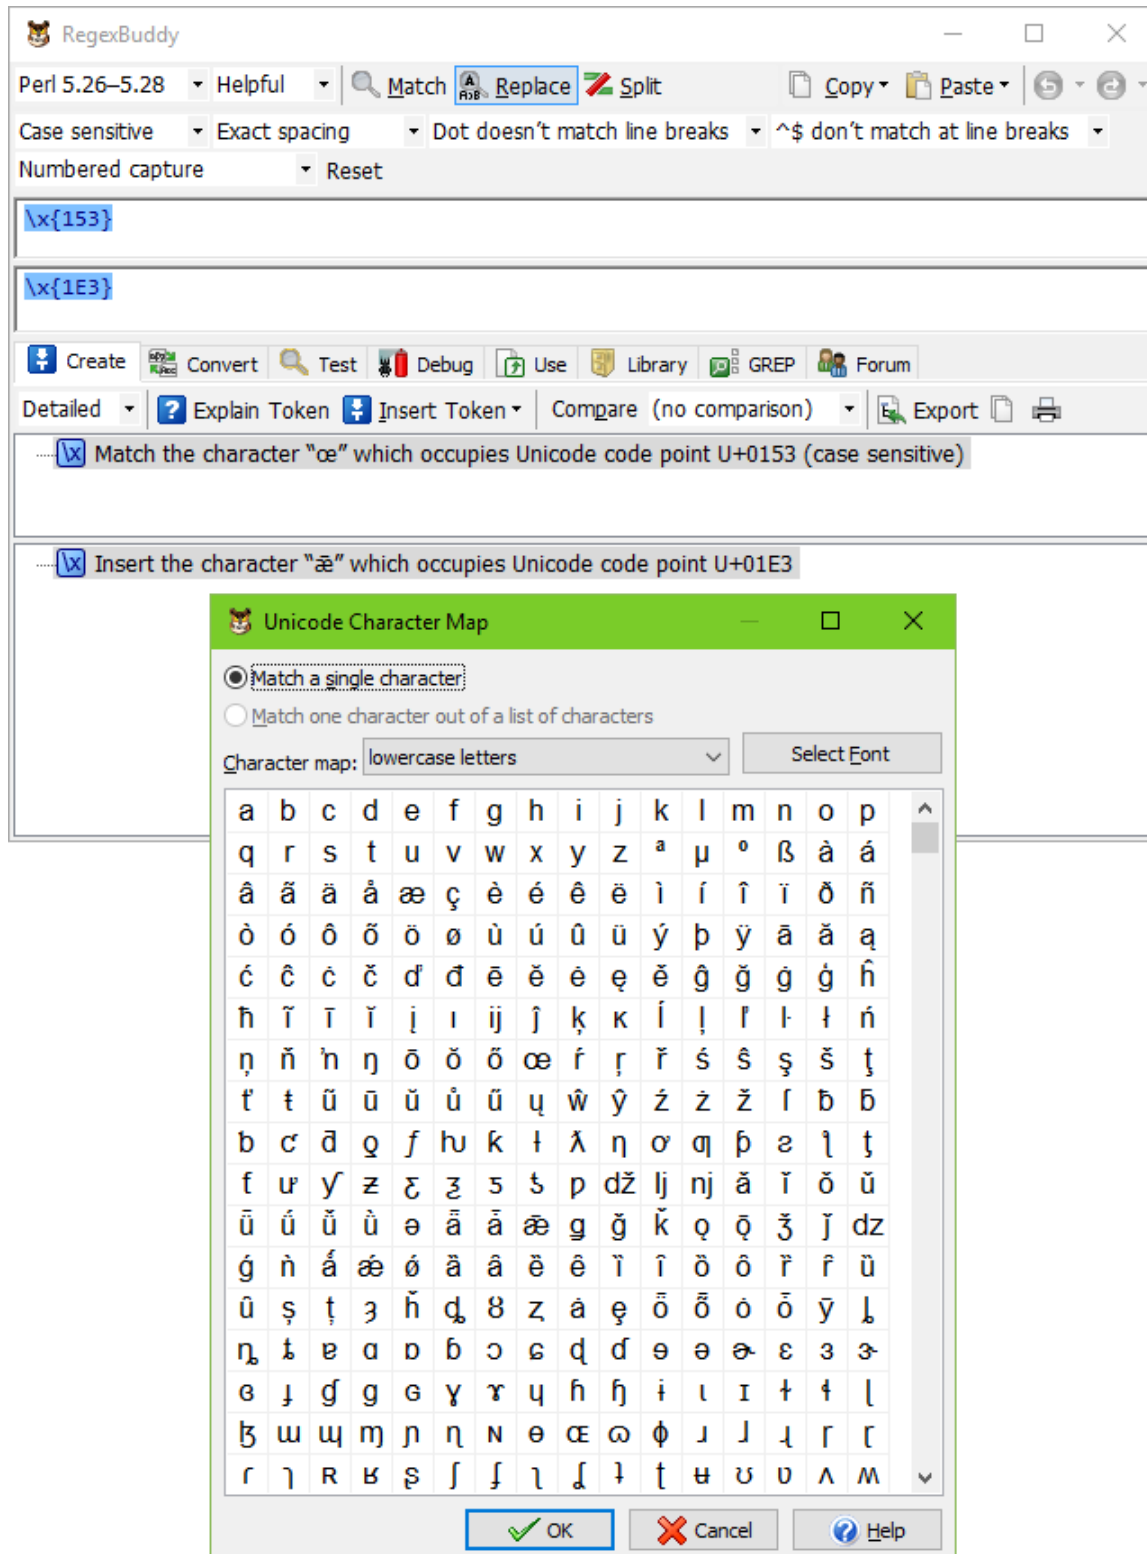 RegexBuddy
Perl 5.26–5.28 Helpful Match Replace Split Copy Paste
Case sensitive Exact spacing Dot doesn't match line breaks ^$ don't match at line breaks
Numbered capture Reset
\x{153}
\x{1E3}
Create Convert Test Debug Use Library GREP Forum
Detailed Explain Token Insert Token Compare (no comparison) Export
\x Match the character “œ” which occupies Unicode code point U+0153 (case sensitive)
\x Insert the character “ǣ” which occupies Unicode code point U+01E3
Unicode Character Map
Match a single character
Match one character out of a list of characters
Character map: lowercase letters Select Font
a b c d e f g h i j k l m n o p
q r s t u v w x y z ª µ º ß à á
â ã ä å æ ç è é ê ë ì í î ï ð ñ
ò ó ô õ ö ø ù ú û ü ý þ ÿ ā ă ą
ć ĉ ċ č ď đ ē ĕ ė ę ě ĝ ğ ġ ģ ĥ
ħ ĩ ī ĭ į ı ĳ ĵ ķ ĸ ĺ ļ ľ ŀ ł ń
ņ ň ŉ ŋ ō ŏ ő œ ŕ ŗ ř ś ŝ ş š ţ
ť ŧ ũ ū ŭ ů ű ų ŵ ŷ ź ż ž ſ ƀ ƃ
ƅ ƈ ƌ ƍ ƒ ƕ ƙ ƚ ƛ ƞ ơ ƣ ƥ ƨ ƪ ƫ
ƭ ư ƴ ƶ ƹ ƺ ƽ ƾ ƿ ǆ ǉ ǌ ǎ ǐ ǒ ǔ
ǖ ǘ ǚ ǜ ǝ ǟ ǡ ǣ ǥ ǧ ǩ ǫ ǭ ǯ ǰ ǳ
ǵ ǹ ǻ ǽ ǿ ȁ ȃ ȅ ȇ ȉ ȋ ȍ ȏ ȑ ȓ ȕ
ȗ ș ț ȝ ȟ ȡ ȣ ȥ ȧ ȩ ȫ ȭ ȯ ȱ ȳ ȴ
ȵ ȶ ɐ ɑ ɒ ɓ ɔ ɕ ɖ ɗ ɘ ə ɚ ɛ ɜ ɝ
ɞ ɟ ɠ ɡ ɢ ɣ ɤ ɥ ɦ ɧ ɨ ɩ ɪ ɫ ɬ ɭ
ɮ ɯ ɰ ɱ ɲ ɳ ɴ ɵ ɶ ɷ ɸ ɹ ɺ ɻ ɼ ɽ
ɾ ɿ ʀ ʁ ʂ ʃ ʄ ʅ ʆ ʇ ʈ ʉ ʊ ʋ ʌ ʍ
OK Cancel Help